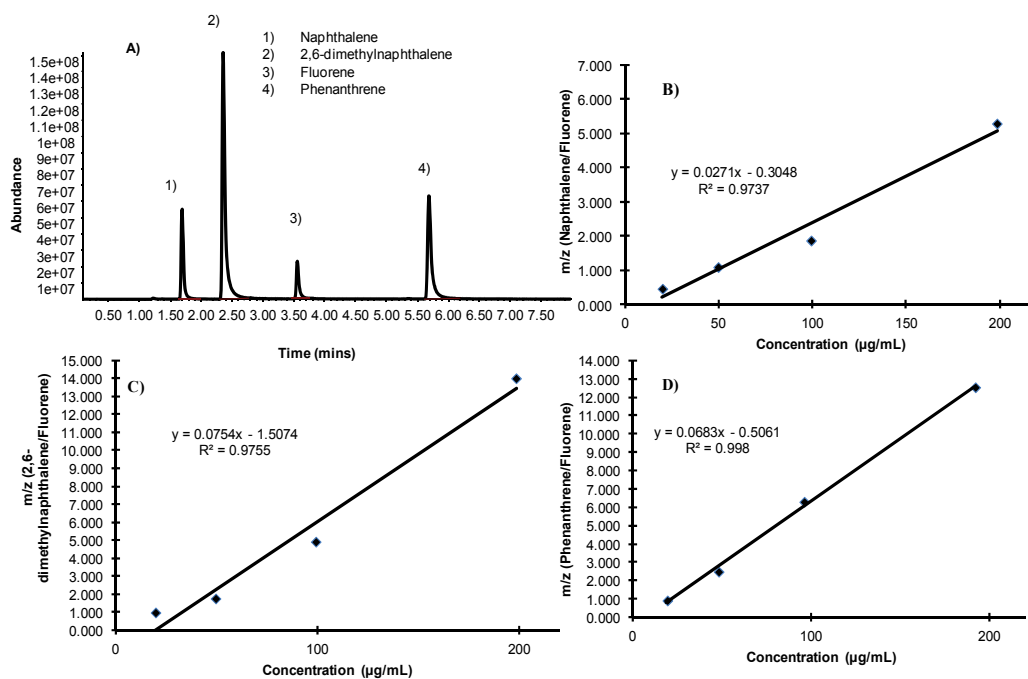 A)
2)
1) Naphthalene
2) 2,6-dimethylnaphthalene
3) Fluorene
4) Phenanthrene
1.5e+08
1.4e+08
1.3e+08
1.2e+08
1.1e+08
1e+08
9e+07
8e+07
7e+07
6e+07
5e+07
4e+07
3e+07
2e+07
1e+07
Abundance
1)
3)
4)
0.50 1.00 1.50 2.00 2.50 3.00 3.50 4.00 4.50 5.00 5.50 6.00 6.50 7.00 7.50
Time (mins)
B)
7.000
6.000
5.000
4.000
3.000
2.000
1.000
0.000
m/z (Naphthalene/Fluorene)
y = 0.0271x - 0.3048
R² = 0.9737
0 50 100 150 200
Concentration (µg/mL)
C)
14.000
13.000
12.000
11.000
10.000
9.000
8.000
7.000
6.000
5.000
4.000
3.000
2.000
1.000
0.000
m/z (2,6-
dimethylnaphthalene/Fluorene)
y = 0.0754x - 1.5074
R² = 0.9755
0 100 200
Concentration (µg/mL)
D)
14.000
13.000
12.000
11.000
10.000
9.000
8.000
7.000
6.000
5.000
4.000
3.000
2.000
1.000
0.000
m/z (Phenanthrene/Fluorene)
y = 0.0683x - 0.5061
R² = 0.998
0 100 200
Concentration (µg/mL)